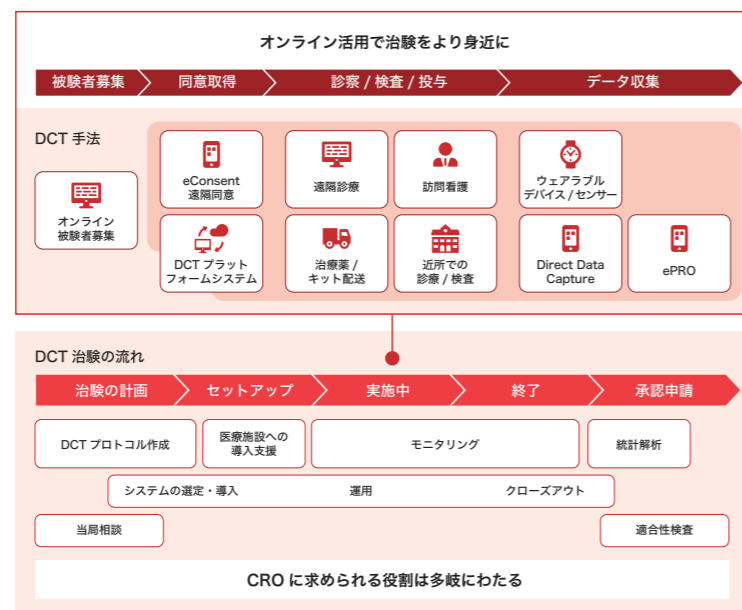 オンライン活用で治験をより身近に
被験者募集
同意取得
診察 / 検査 / 投与
データ収集
DCT 手法
オンライン
被験者募集
eConsent
遠隔同意
遠隔診療
訪問看護
ウェアラブル
デバイス / センサー
DCT プラット
フォームシステム
治療薬 /
キット配送
近所での
診療 / 検査
Direct Data
Capture
ePRO
DCT 治験の流れ
治験の計画
セットアップ
実施中
終了
承認申請
DCT プロトコル作成
医療施設への
導入支援
モニタリング
統計解析
システムの選定・導入
運用
クローズアウト
当局相談
適合性検査
CRO に求められる役割は多岐にわたる